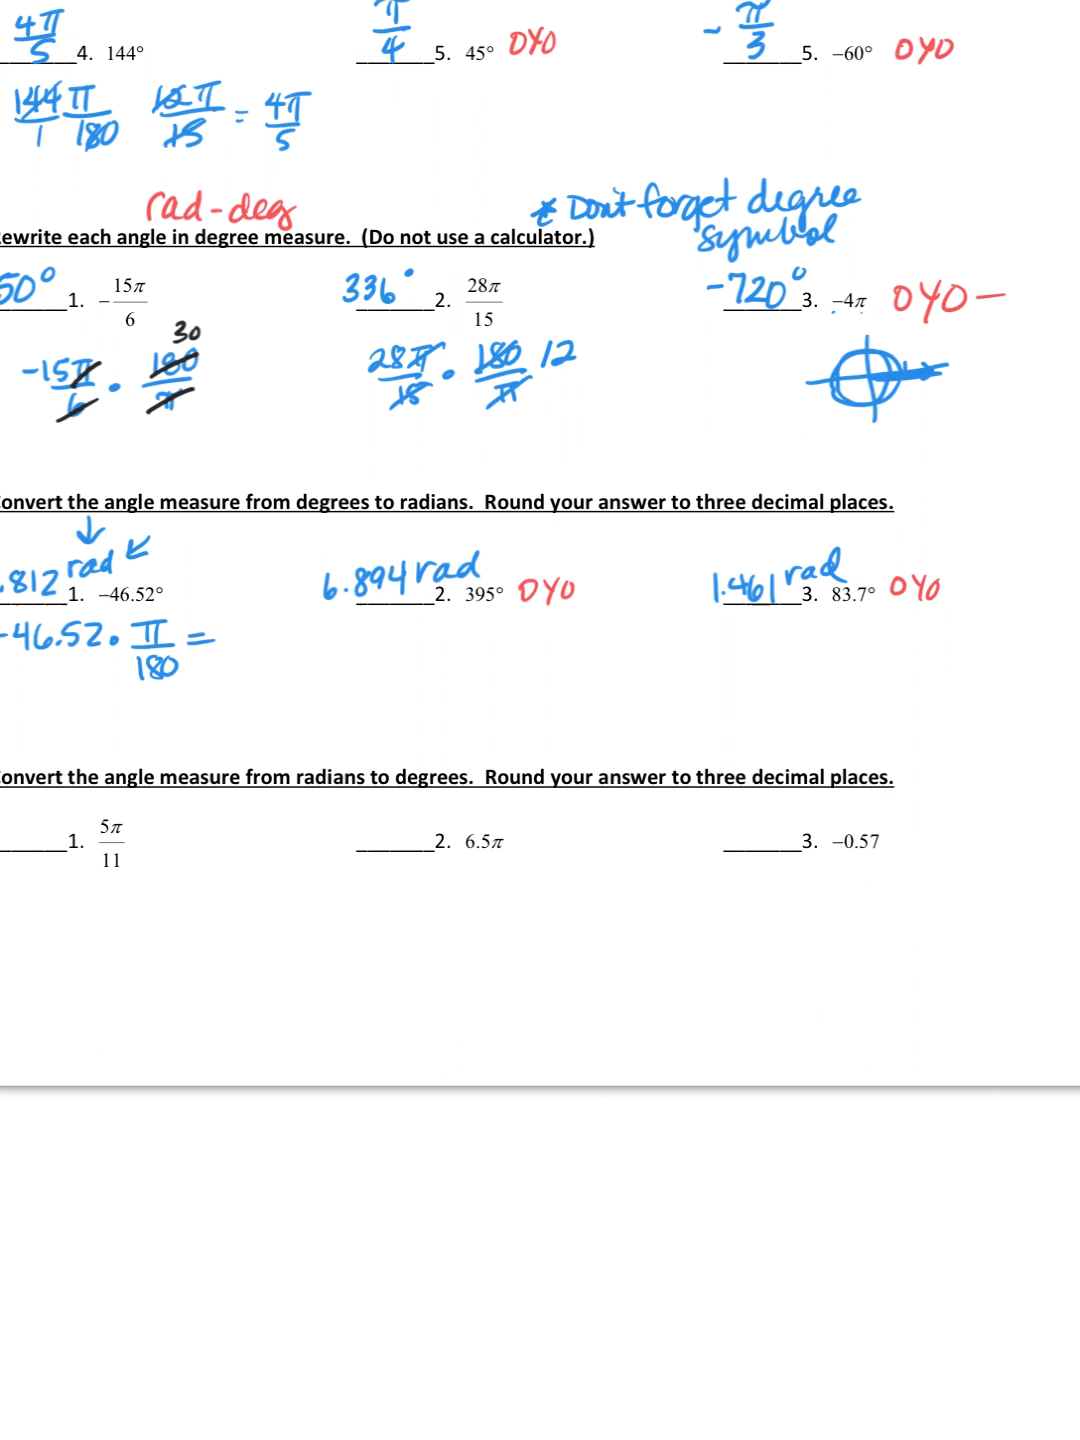 4π/5 4. 144° π/4 5. 45° OYO -π/3 5. −60° OYO
144π/1 180 12π/15 = 4π/5
rad-deg * Don't forget degree
symbol
ewrite each angle in degree measure. (Do not use a calculator.)
50° 1. −15π/6 336° 2. 28π/15 -720° 3. −4π OYO—
30
-15π/6 · 180/π 28π/15 · 180/π 12
onvert the angle measure from degrees to radians. Round your answer to three decimal places.
.812 rad 1. −46.52° 6.894 rad 2. 395° OYO 1.461 rad 3. 83.7° OYO
-46.52 · π/180 =
onvert the angle measure from radians to degrees. Round your answer to three decimal places.
______1. 5π/11 ______2. 6.5π ______3. −0.57